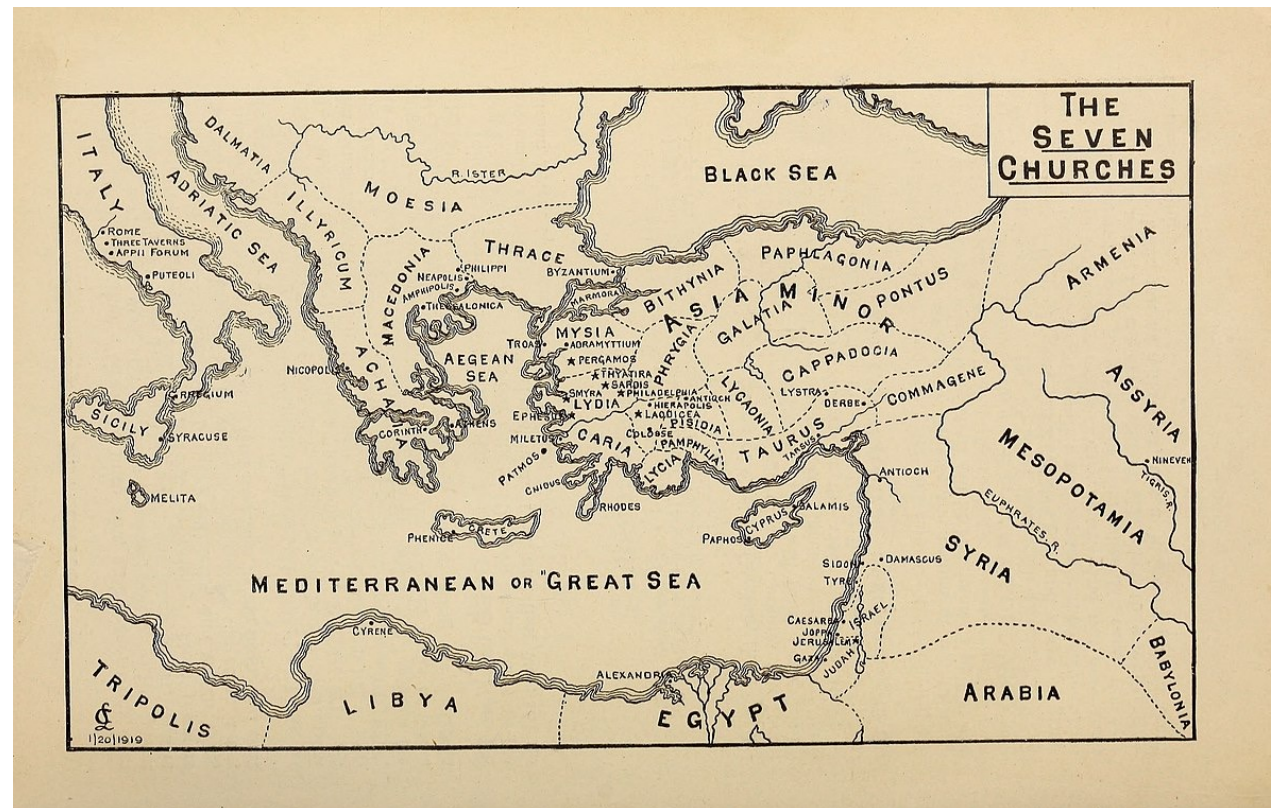 THE
SEVEN
CHURCHES
ITALY
DALMATIA
ADRIATIC SEA
ILLYRICUM
MOESIA
R. ISTER
BLACK SEA
ROME
THREE TAVERNS
APPII FORUM
PUTEOLI
MACEDONIA
THRACE
PHILIPPI
NEAPOLIS
AMPHIPOLIS
THESSALONICA
BYZANTIUM
MARMORA
BITHYNIA
PAPHLAGONIA
PONTUS
ASIA MINOR
GALATIA
ARMENIA
ASSYRIA
MYSIA
TROAS
ADRAMYTTIUM
PERGAMOS
THYATIRA
SARDIS
SMYRA
PHILADELPHIA
ANTIOCH
HIERAPOLIS
LYDIA
LAODICEA
EPHESUS
COLOSSE
PISIDIA
MILETUS
CARIA
PAMPHYLIA
LYCIA
PHRYGIA
LYCAONIA
CAPPADOCIA
LYSTRA
DERBE
COMMAGENE
TAURUS
TARSUS
AEGEAN
SEA
NICOPOLIS
ACHAIA
ATHENS
CORINTH
PATMOS
CNIDUS
RHODES
RHEGIUM
SICILY
SYRACUSE
MELITA
PHENICE
CRETE
CYPRUS
SALAMIS
PAPHOS
ANTIOCH
MESOPOTAMIA
NINEVEH
TIGRIS. R.
EUPHRATES. R.
SYRIA
SIDON
DAMASCUS
TYRE
ISRAEL
CAESAREA
JOPPA
JERUSALEM
GAZA
JUDAH
MEDITERRANEAN OR "GREAT SEA
CYRENE
ALEXANDRIA
TRIPOLIS
LIBYA
EGYPT
ARABIA
BABYLONIA
1/20/1919